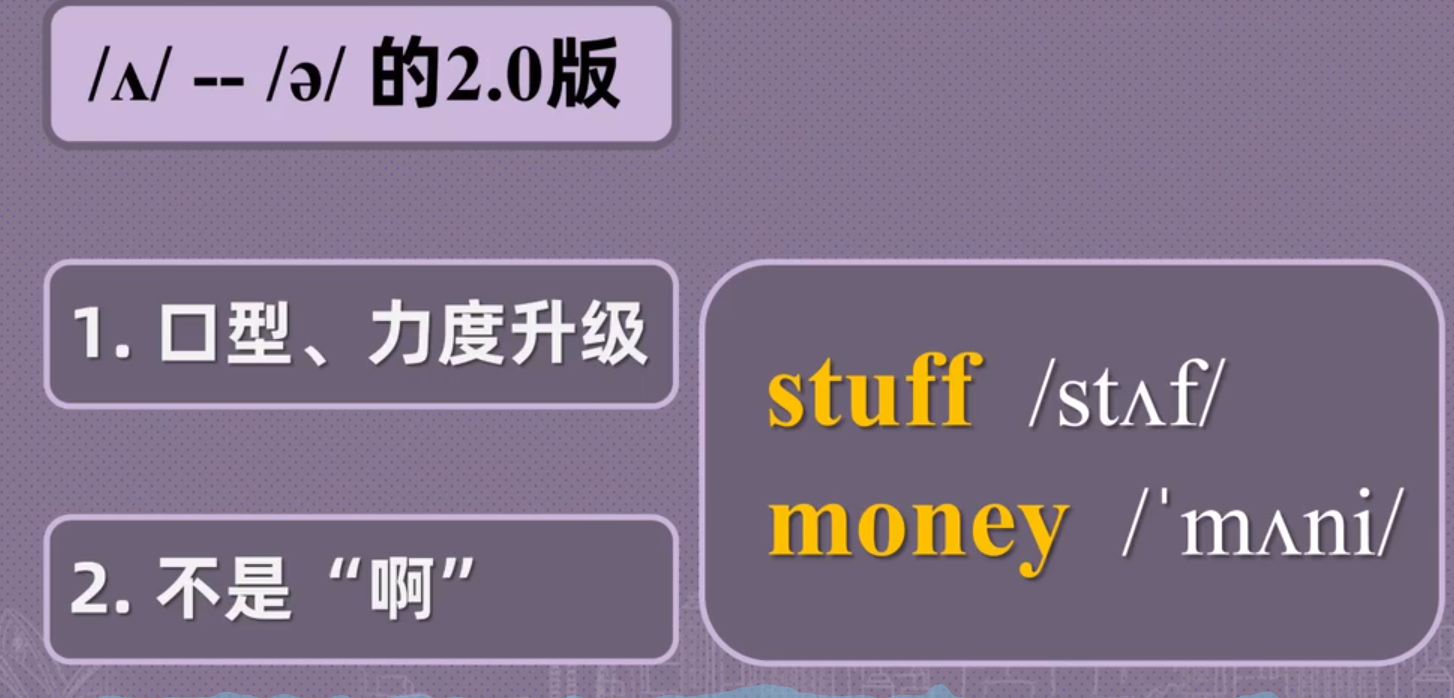 /ʌ/ -- /ə/ 的2.0版
1. 口型、力度升级
2. 不是“啊”
stuff /stʌf/
money /ˈmʌni/